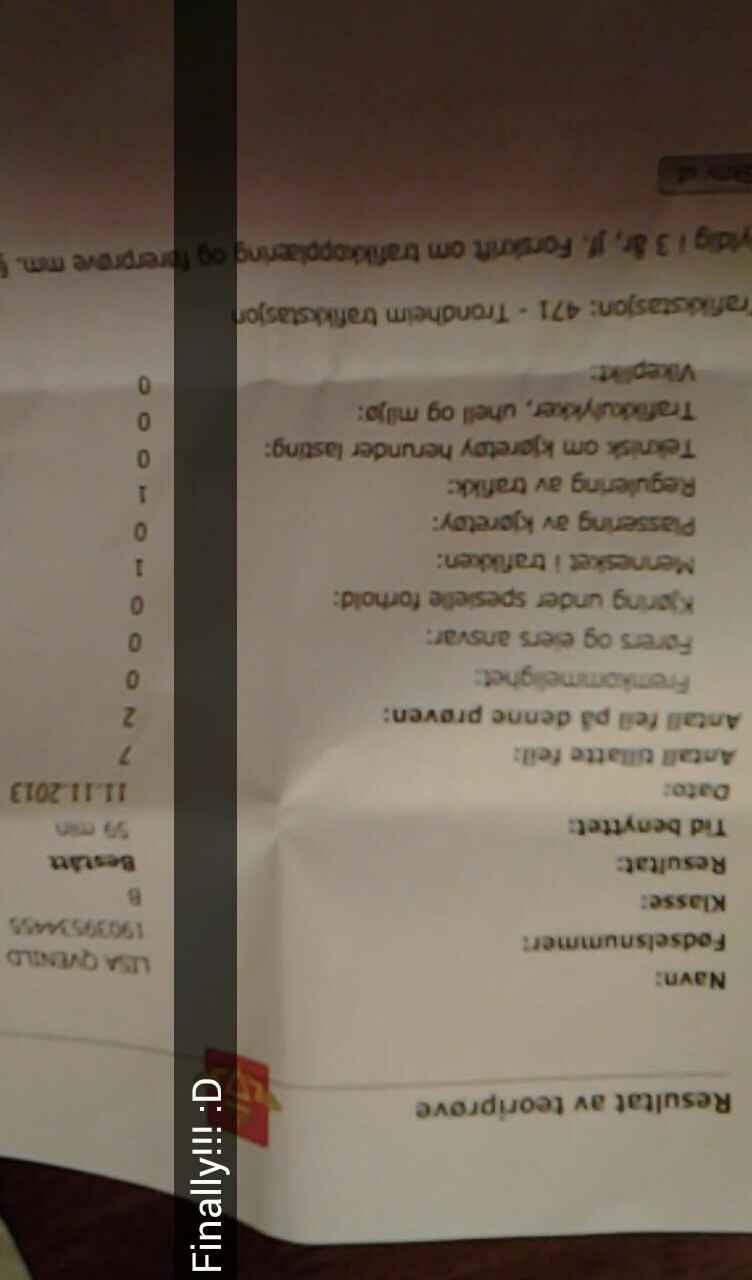 Resultat av teoriprøve
Navn: LISA QVENILD
Fødselsnummer: 19039534455
Klasse: B
Resultat: Bestått
Tid benyttet: 59 min
Dato: 11.11.2013
Antall tillatte feil: 7
Antall feil på denne prøven: 2
Fremkommelighet: 0
Førers og eiers ansvar: 0
Kjøring under spesielle forhold: 0
Mennesket i trafikken: 1
Plassering av kjøretøy: 0
Regulering av trafikk: 1
Teknisk om kjøretøy herunder lasting: 0
Trafikkulykker, uhell og miljø: 0
Vikeplikt: 0
Trafikkstasjon: 471 - Trondheim trafikkstasjon
yldig i 3 år, jf. Forskrift om trafikkopplæring og førerprøve mm. §
Skriv ut
Finally!!! :D